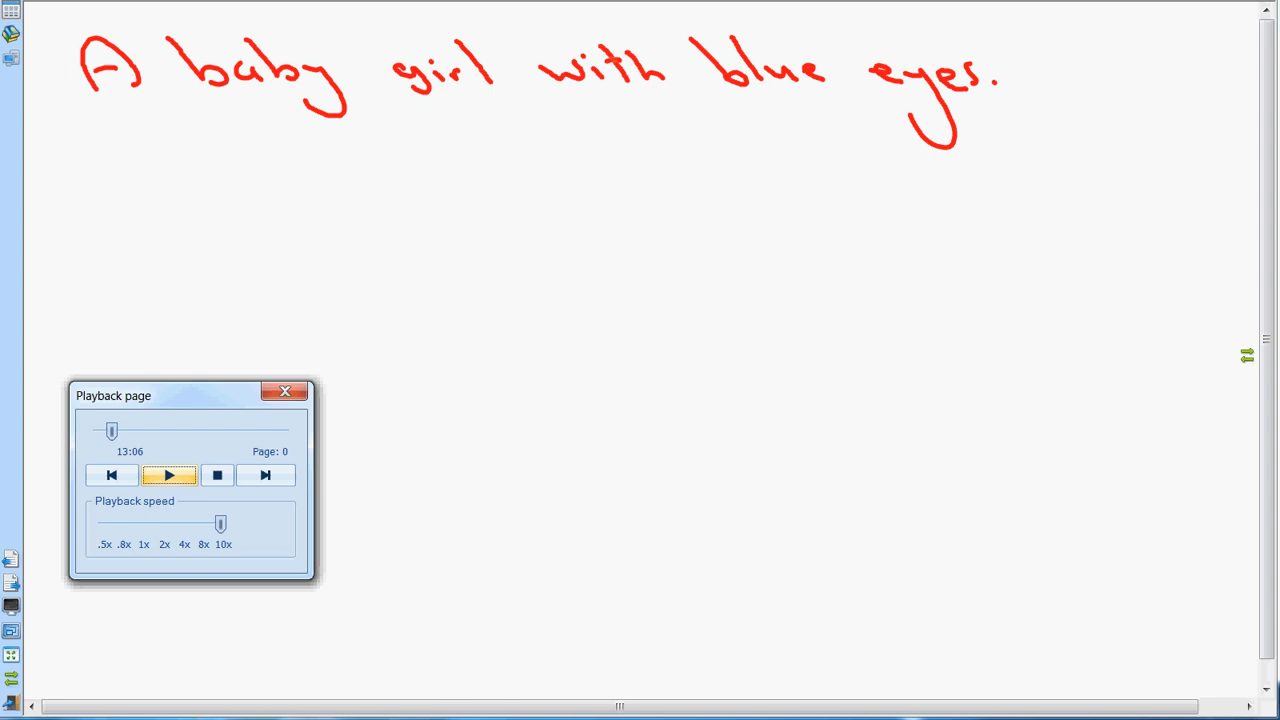 A baby girl with blue eyes.
Playback page
13:06 Page: 0
Playback speed
.5x .8x 1x 2x 4x 8x 10x